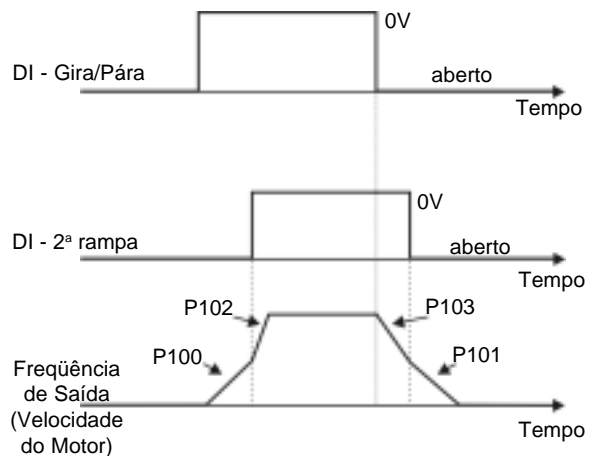 0V
DI - Gira/Pára
aberto
Tempo
0V
DI - 2ª rampa
aberto
Tempo
P102
P103
P100
P101
Freqüência
de Saída
(Velocidade
do Motor)
Tempo